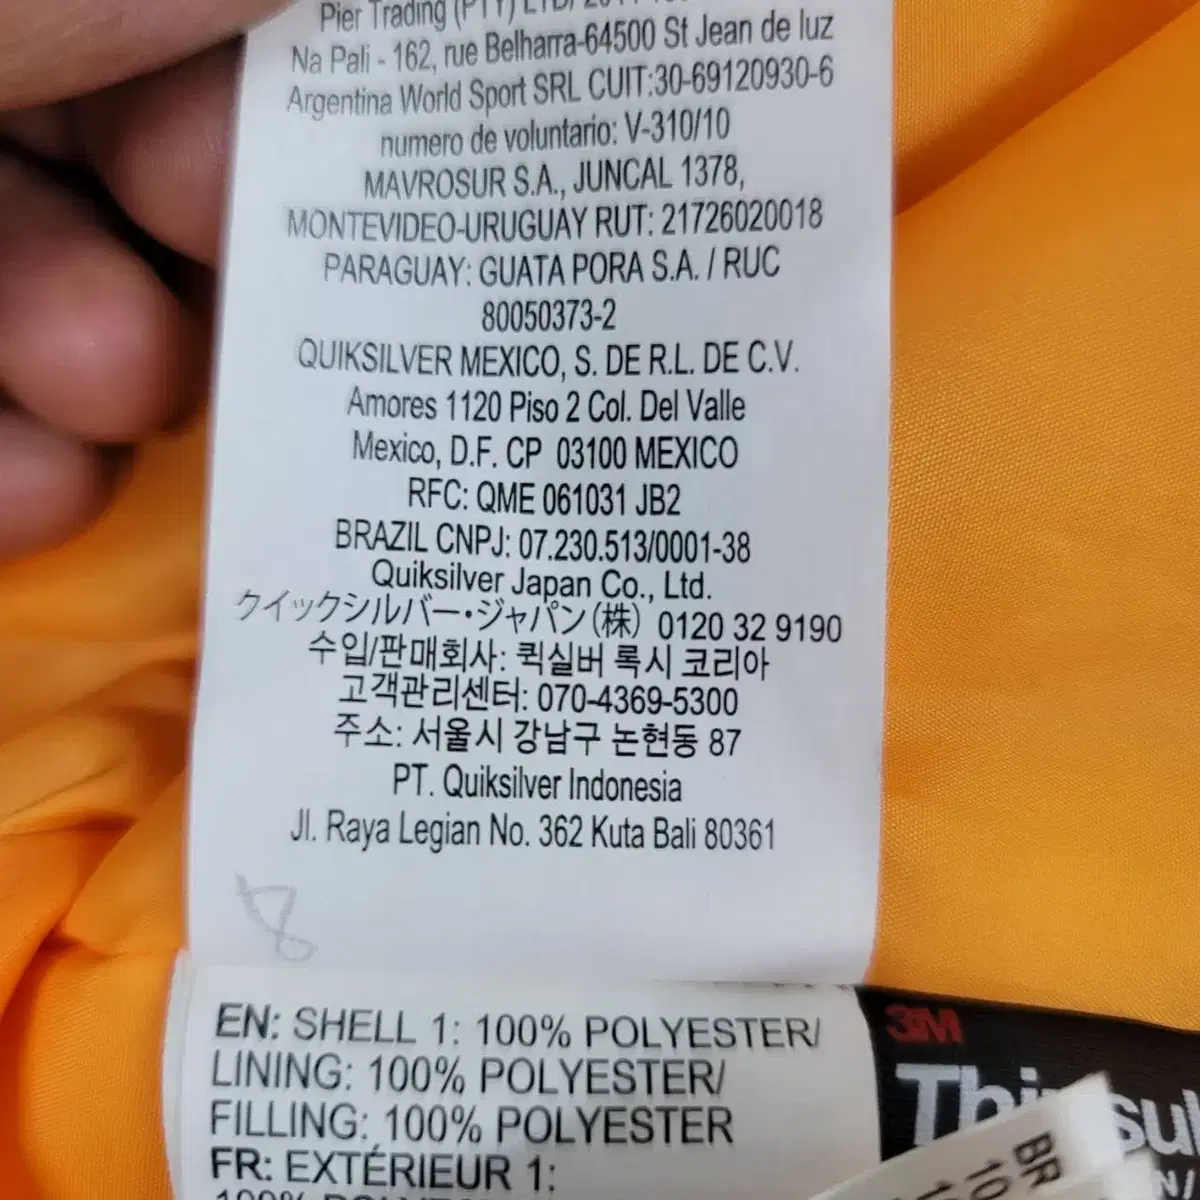 Pier Trading (PTY) LTD/
Na Pali - 162, rue Belharra-64500 St Jean de luz
Argentina World Sport SRL CUIT:30-69120930-6
numero de voluntario: V-310/10
MAVROSUR S.A., JUNCAL 1378,
MONTEVIDEO-URUGUAY RUT: 21726020018
PARAGUAY: GUATA PORA S.A. / RUC
80050373-2
QUIKSILVER MEXICO, S. DE R.L. DE C.V.
Amores 1120 Piso 2 Col. Del Valle
Mexico, D.F. CP 03100 MEXICO
RFC: QME 061031 JB2
BRAZIL CNPJ: 07.230.513/0001-38
Quiksilver Japan Co., Ltd.
クイックシルバー・ジャパン(株) 0120 32 9190
수입/판매회사: 퀵실버 록시 코리아
고객관리센터: 070-4369-5300
주소: 서울시 강남구 논현동 87
PT. Quiksilver Indonesia
Jl. Raya Legian No. 362 Kuta Bali 80361
EN: SHELL 1: 100% POLYESTER/
LINING: 100% POLYESTER/
FILLING: 100% POLYESTER
FR: EXTÉRIEUR 1:
3M
BR